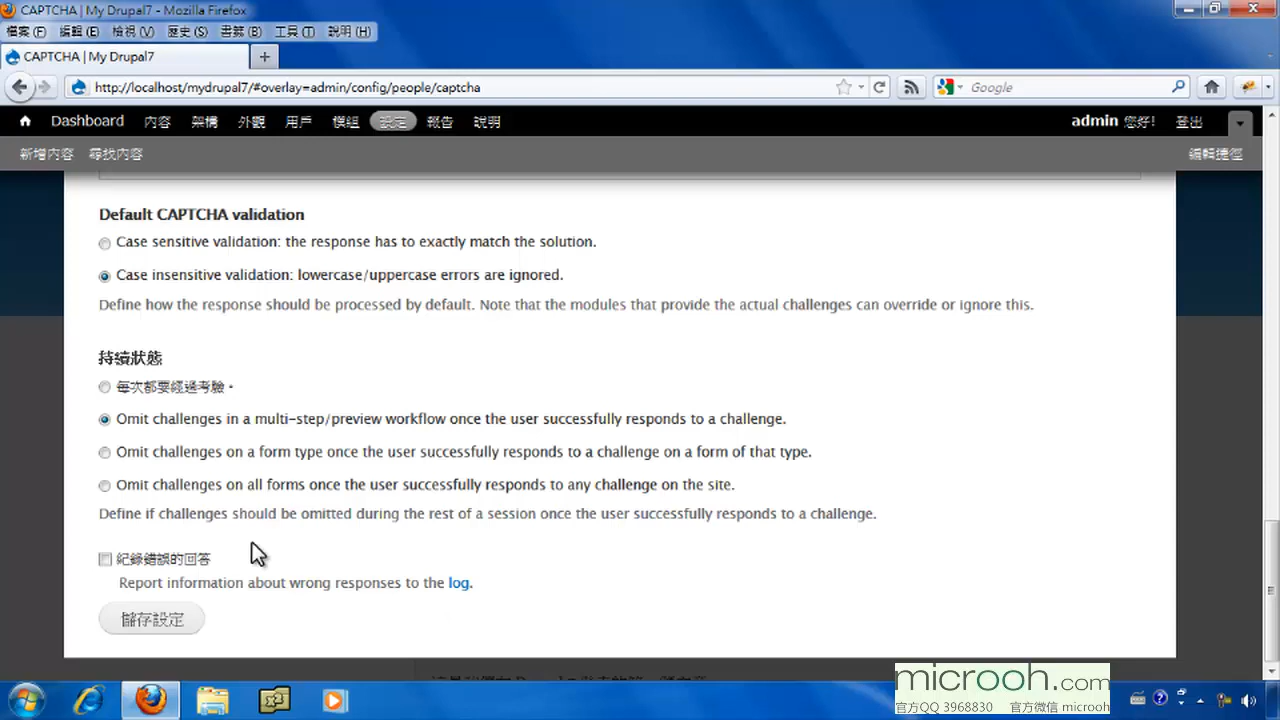 CAPTCHA | My Drupal7 - Mozilla Firefox
檔案(F) 編輯(E) 檢視(V) 歷史(S) 書籤(B) 工具(T) 說明(H)
CAPTCHA | My Drupal7
http://localhost/mydrupal7/#overlay=admin/config/people/captcha
Google
Dashboard 內容 架構 外觀 用戶 模組 設定 報告 說明 admin 您好! 登出
新增內容 尋找內容 編輯捷徑
Default CAPTCHA validation
Case sensitive validation: the response has to exactly match the solution.
Case insensitive validation: lowercase/uppercase errors are ignored.
Define how the response should be processed by default. Note that the modules that provide the actual challenges can override or ignore this.
持續狀態
每次都要經過考驗。
Omit challenges in a multi-step/preview workflow once the user successfully responds to a challenge.
Omit challenges on a form type once the user successfully responds to a challenge on a form of that type.
Omit challenges on all forms once the user successfully responds to any challenge on the site.
Define if challenges should be omitted during the rest of a session once the user successfully responds to a challenge.
紀錄錯誤的回答
Report information about wrong responses to the log.
儲存設定
microoh.com
官方QQ 3968830 官方微信 microoh